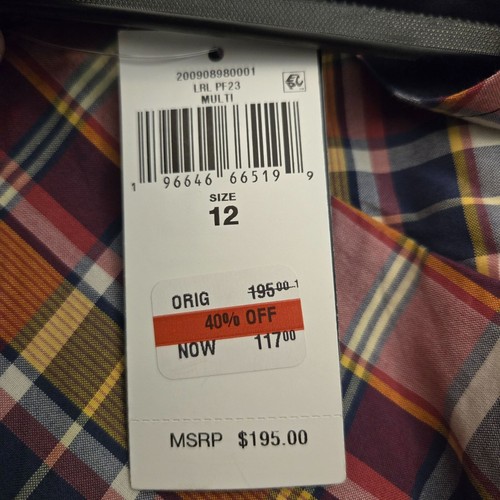 200908980001
LRL PF23
MULTI
1 96646 66519 9
SIZE
12
ORIG 195.00 1
40% OFF
NOW 117.00
MSRP $195.00